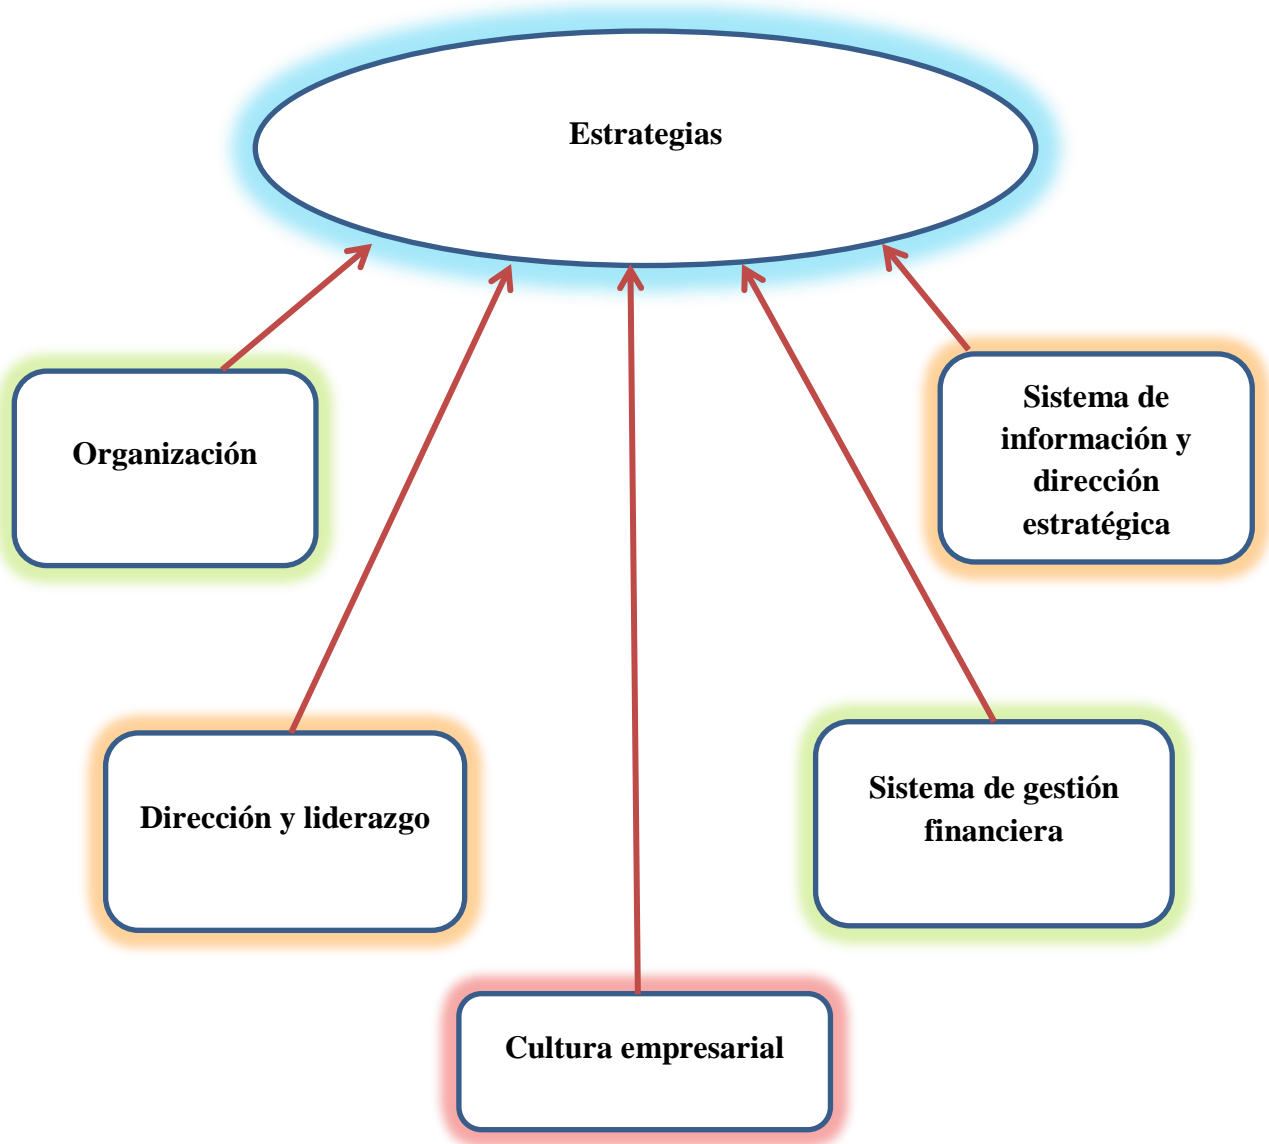 Estrategias
Organización
Sistema de
información y
dirección
estratégica
Dirección y liderazgo
Sistema de gestión
financiera
Cultura empresarial